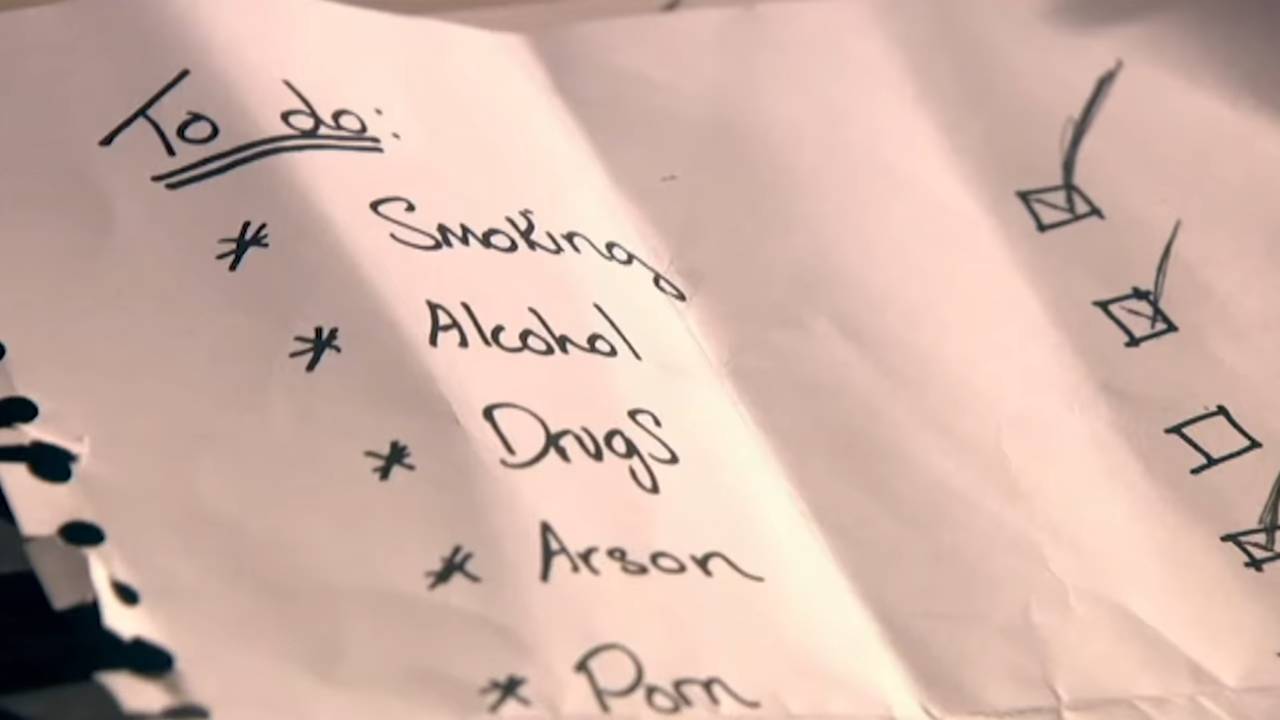 To do:
* Smoking
* Alcohol
* Drugs
* Arson
* Porn